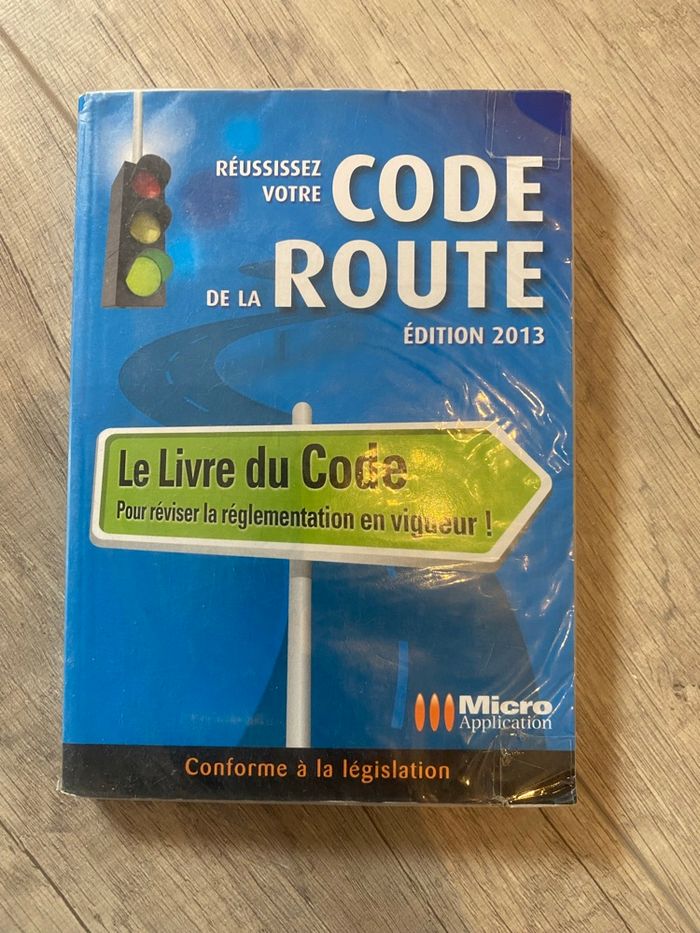 RÉUSSISSEZ
VOTRE CODE
DE LA ROUTE
ÉDITION 2013
Le Livre du Code
Pour réviser la réglementation en vigueur !
Micro
Application
Conforme à la législation